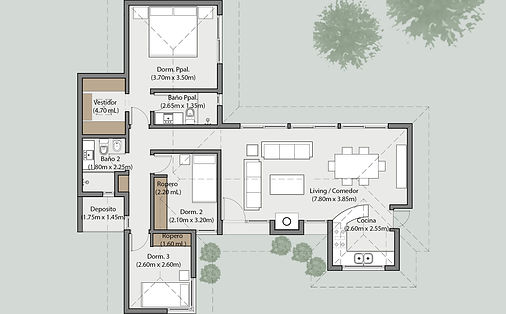 Dorm. Ppal.
(3.70m x 3.50m)
Vestidor
(4.70 mL)
Baño Ppal.
(2.65m x 1.35m)
Baño 2
(1.80m x 2.25m)
Ropero
(2.20 mL)
Living / Comedor
(7.80m x 3.85m)
Deposito
(1.75m x 1.45m)
Dorm. 2
(2.10m x 3.20m)
Cocina
(2.60m x 2.55m)
Ropero
(1.60 mL)
Dorm. 3
(2.60m x 2.60m)